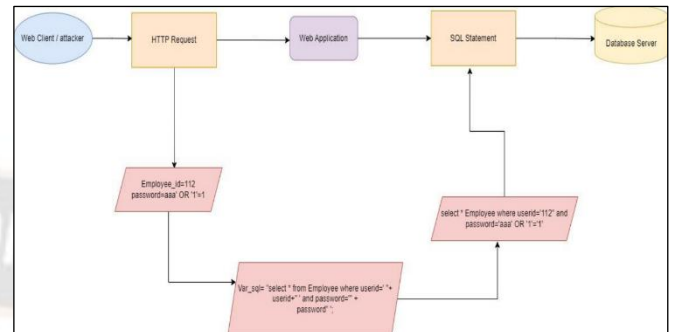 Web Client / attacker
HTTP Request
Web Application
SQL Statement
Database Server
Employee_id=112
password=aaa' OR '1'=1
select * Employee where userid='112" and
password='aaa' OR '1'='1'
Var_sql= "select * from Employee where userid=' "+
userid+" ' and password='" +
password" ';